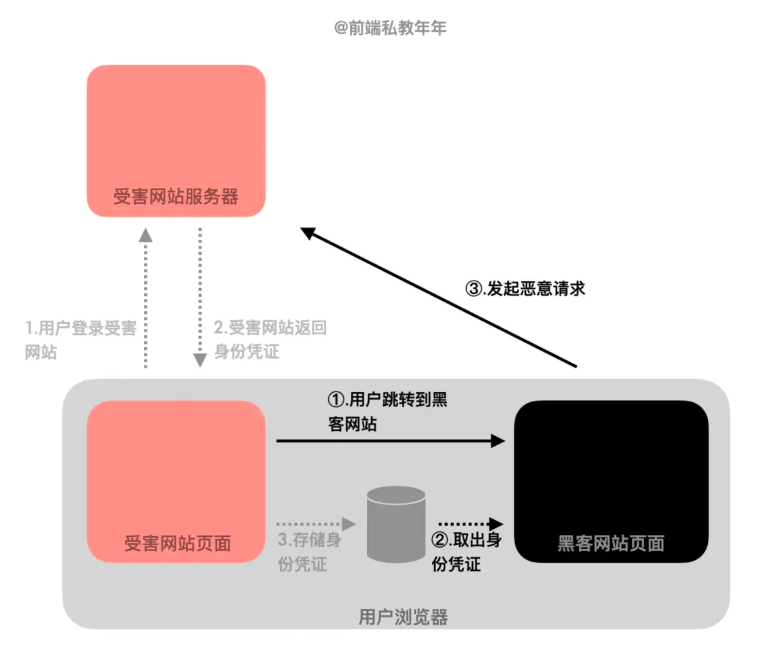 @前端私教年年
受害网站服务器
③.发起恶意请求
1.用户登录受害
网站
2.受害网站返回
身份凭证
①.用户跳转到黑
客网站
3.存储身
份凭证
②.取出身
份凭证
受害网站页面
黑客网站页面
用户浏览器